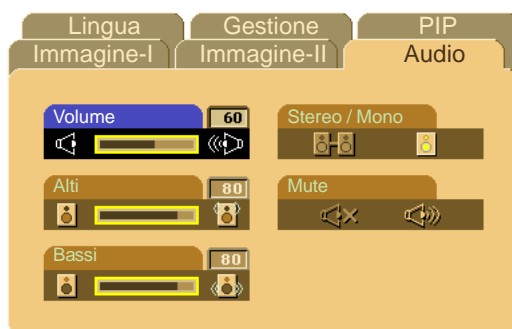 Lingua Gestione PIP
Immagine-I Immagine-II Audio
Volume 60
Stereo / Mono
Alti 80
Mute
Bassi 80